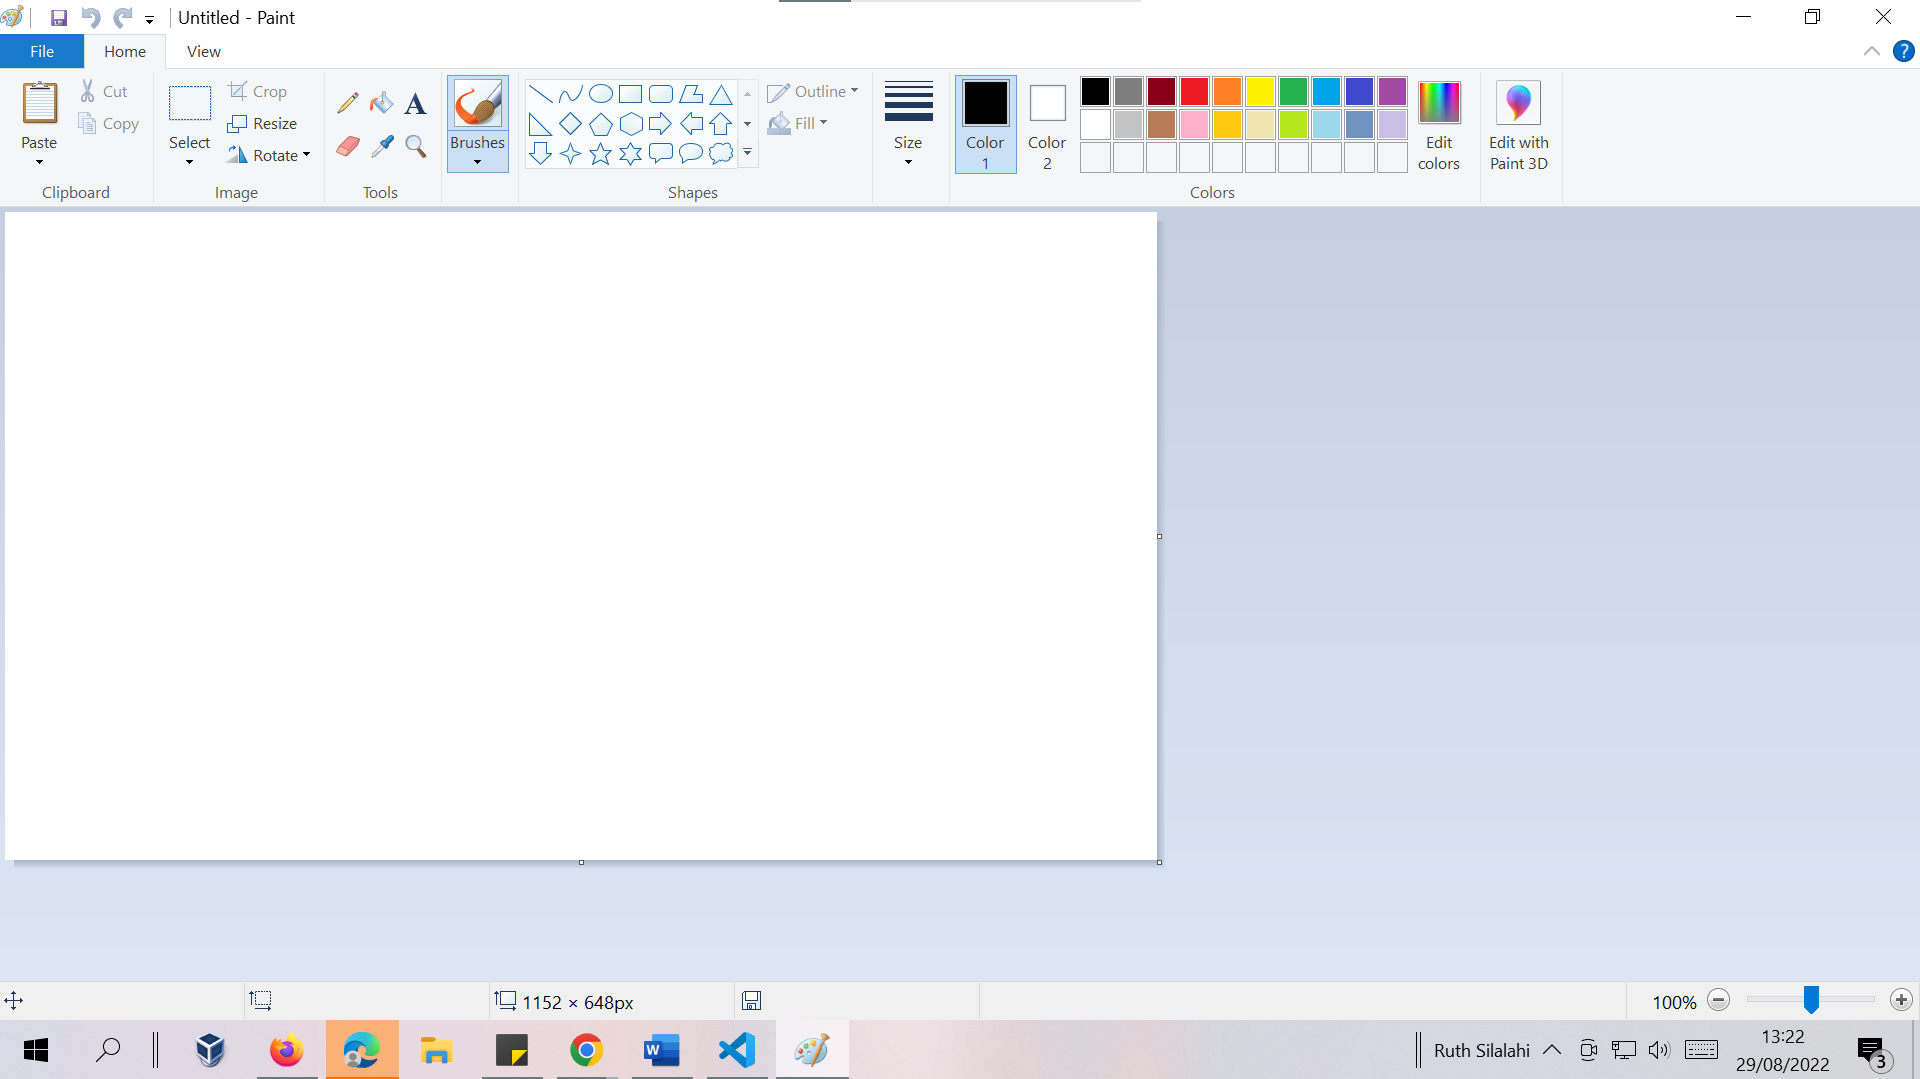 Untitled - Paint
File Home View ?
Paste
Cut
Copy
Clipboard
Select
Crop
Resize
Rotate
Image
A
Tools
Brushes
Shapes
Outline
Fill
Size
Color
1
Color
2
Colors
Edit
colors
Edit with
Paint 3D
1152 × 648px
100%
W
Ruth Silalahi
13:22
29/08/2022
3